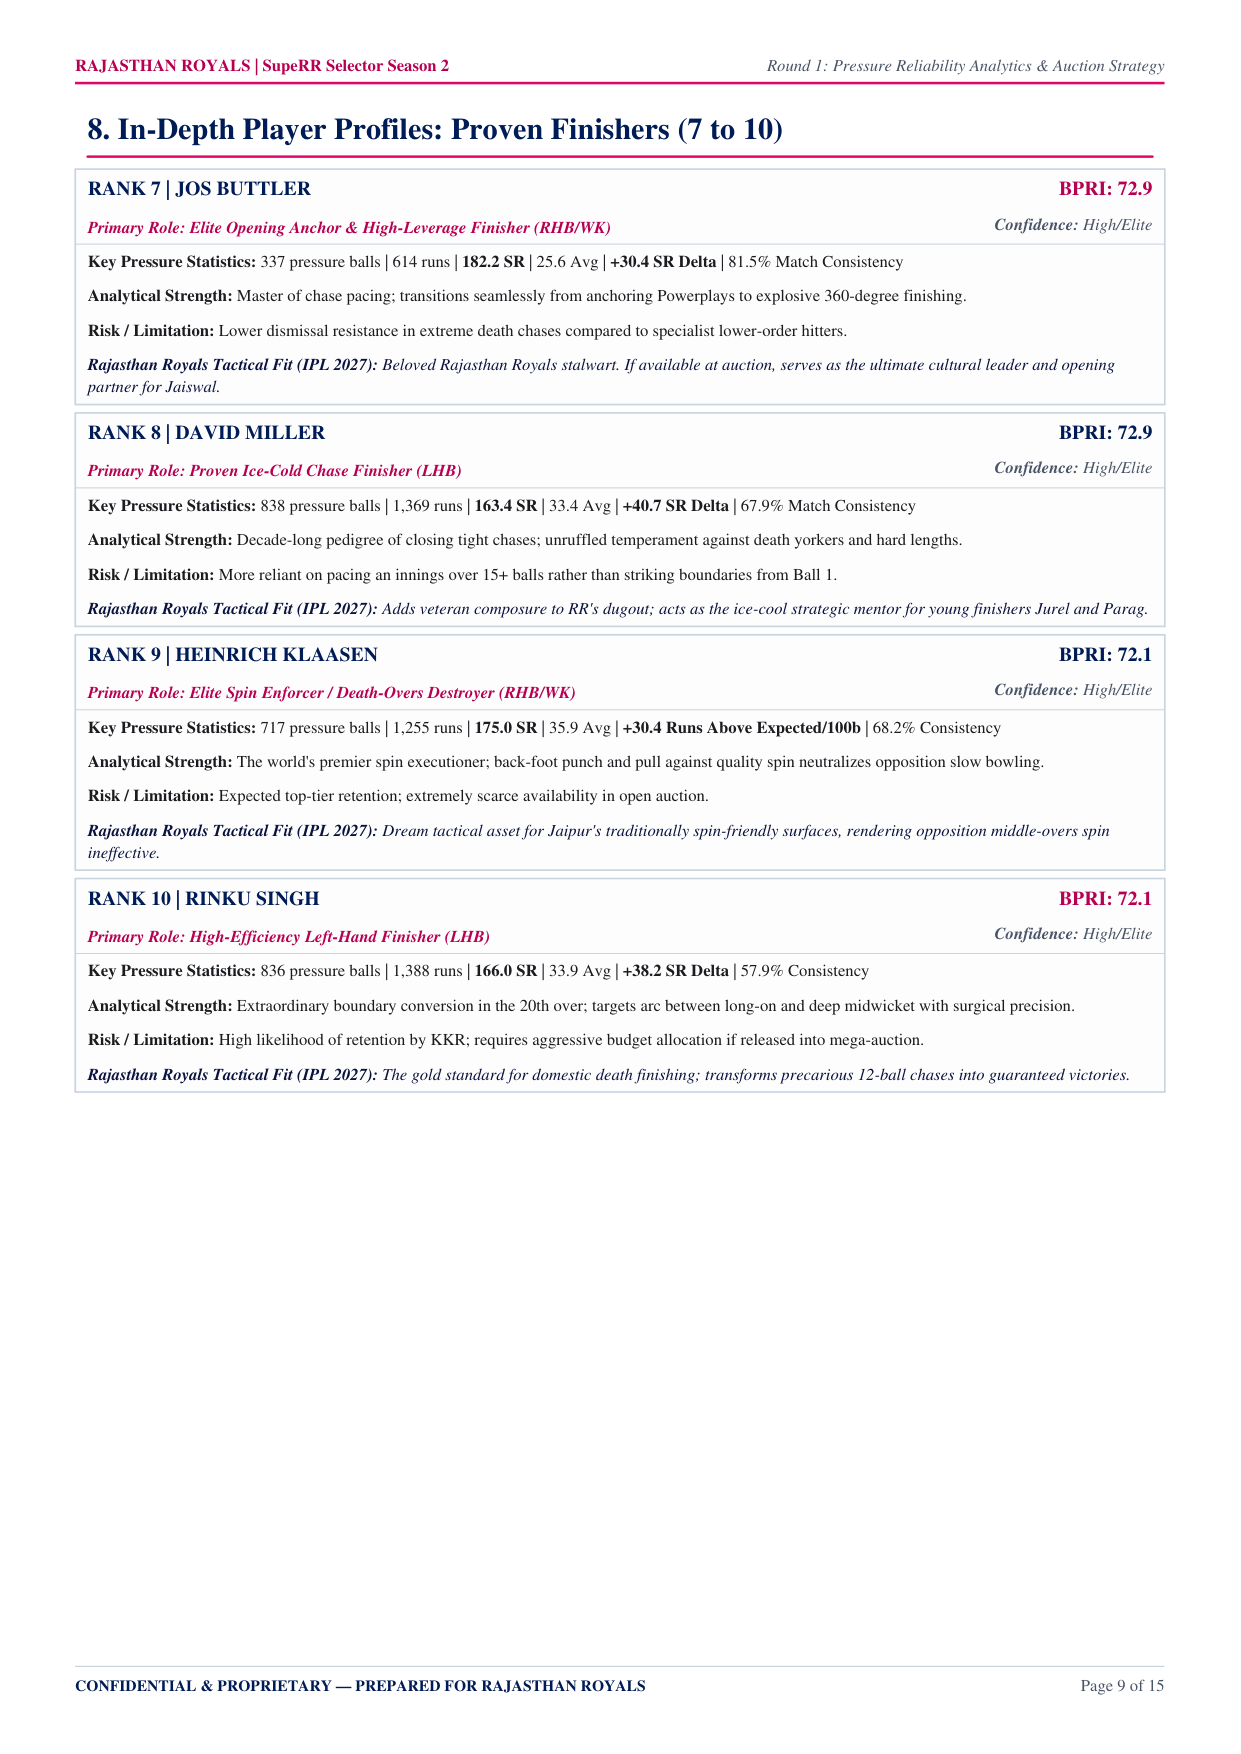 RAJASTHAN ROYALS | SupeRR Selector Season 2
Round 1: Pressure Reliability Analytics & Auction Strategy
8. In-Depth Player Profiles: Proven Finishers (7 to 10)
RANK 7 | JOS BUTTLER
BPRI: 72.9
Primary Role: Elite Opening Anchor & High-Leverage Finisher (RHB/WK)
Confidence: High/Elite
Key Pressure Statistics: 337 pressure balls | 614 runs | 182.2 SR | 25.6 Avg | +30.4 SR Delta | 81.5% Match Consistency
Analytical Strength: Master of chase pacing; transitions seamlessly from anchoring Powerplays to explosive 360-degree finishing.
Risk / Limitation: Lower dismissal resistance in extreme death chases compared to specialist lower-order hitters.
Rajasthan Royals Tactical Fit (IPL 2027): Beloved Rajasthan Royals stalwart. If available at auction, serves as the ultimate cultural leader and opening
partner for Jaiswal.
RANK 8 | DAVID MILLER
BPRI: 72.9
Primary Role: Proven Ice-Cold Chase Finisher (LHB)
Confidence: High/Elite
Key Pressure Statistics: 838 pressure balls | 1,369 runs | 163.4 SR | 33.4 Avg | +40.7 SR Delta | 67.9% Match Consistency
Analytical Strength: Decade-long pedigree of closing tight chases; unruffled temperament against death yorkers and hard lengths.
Risk / Limitation: More reliant on pacing an innings over 15+ balls rather than striking boundaries from Ball 1.
Rajasthan Royals Tactical Fit (IPL 2027): Adds veteran composure to RR's dugout; acts as the ice-cool strategic mentor for young finishers Jurel and Parag.
RANK 9 | HEINRICH KLAASEN
BPRI: 72.1
Primary Role: Elite Spin Enforcer / Death-Overs Destroyer (RHB/WK)
Confidence: High/Elite
Key Pressure Statistics: 717 pressure balls | 1,255 runs | 175.0 SR | 35.9 Avg | +30.4 Runs Above Expected/100b | 68.2% Consistency
Analytical Strength: The world's premier spin executioner; back-foot punch and pull against quality spin neutralizes opposition slow bowling.
Risk / Limitation: Expected top-tier retention; extremely scarce availability in open auction.
Rajasthan Royals Tactical Fit (IPL 2027): Dream tactical asset for Jaipur's traditionally spin-friendly surfaces, rendering opposition middle-overs spin
ineffective.
RANK 10 | RINKU SINGH
BPRI: 72.1
Primary Role: High-Efficiency Left-Hand Finisher (LHB)
Confidence: High/Elite
Key Pressure Statistics: 836 pressure balls | 1,388 runs | 166.0 SR | 33.9 Avg | +38.2 SR Delta | 57.9% Consistency
Analytical Strength: Extraordinary boundary conversion in the 20th over; targets arc between long-on and deep midwicket with surgical precision.
Risk / Limitation: High likelihood of retention by KKR; requires aggressive budget allocation if released into mega-auction.
Rajasthan Royals Tactical Fit (IPL 2027): The gold standard for domestic death finishing; transforms precarious 12-ball chases into guaranteed victories.
CONFIDENTIAL & PROPRIETARY — PREPARED FOR RAJASTHAN ROYALS
Page 9 of 15